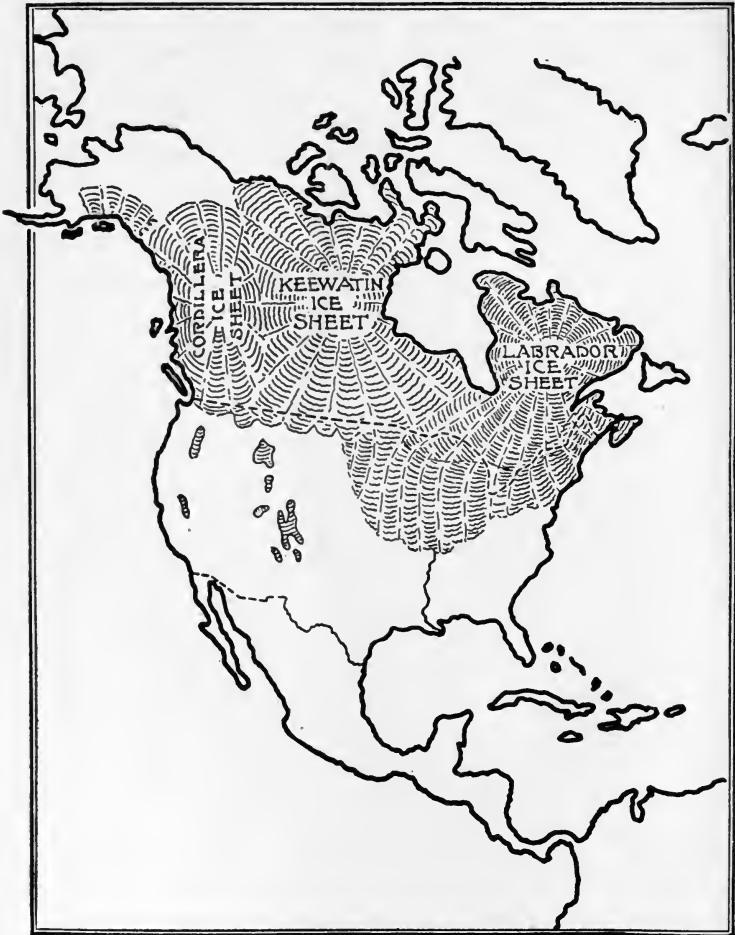 CORDILLERA
ICE
SHEET
KEEWATIN
ICE
SHEET
LABRADOR
ICE
SHEET